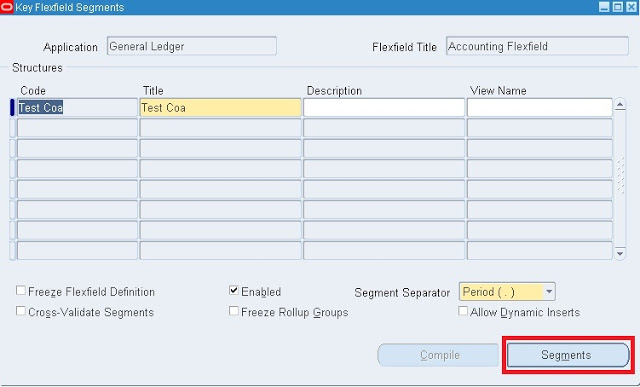 Key Flexfield Segments
Application General Ledger Flexfield Title Accounting Flexfield
Structures
Code Title Description View Name
Test Coa Test Coa
Freeze Flexfield Definition Enabled Segment Separator Period ( . )
Cross-Validate Segments Freeze Rollup Groups Allow Dynamic Inserts
Compile Segments